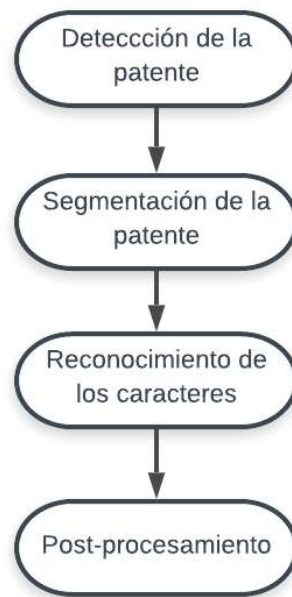 Deteccción de la
patente
Segmentación de la
patente
Reconocimiento de
los caracteres
Post-procesamiento